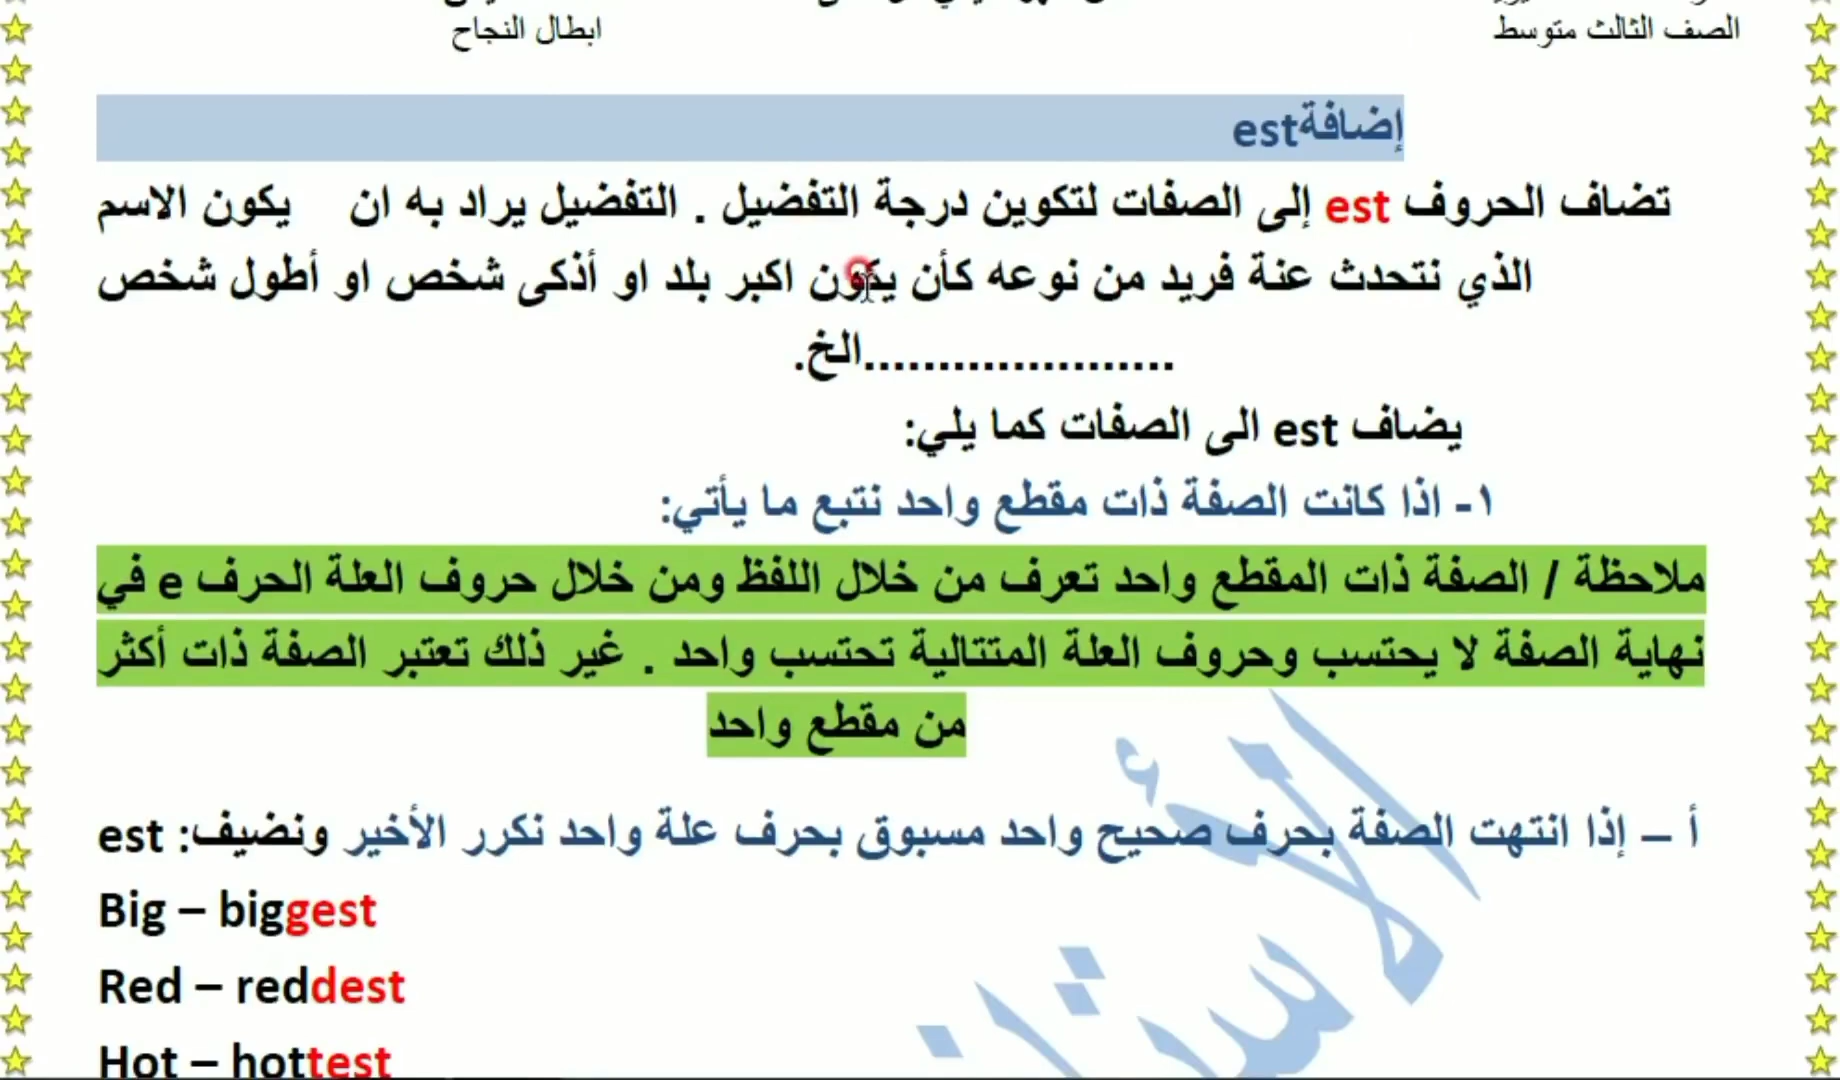 الصف الثالث متوسط
ابطال النجاح
إضافةest
تضاف الحروف est إلى الصفات لتكوين درجة التفضيل . التفضيل يراد به ان يكون الاسم
الذي نتحدث عنة فريد من نوعه كأن يكون اكبر بلد او أذكى شخص او أطول شخص
.....................الخ.
يضاف est الى الصفات كما يلي:
١- اذا كانت الصفة ذات مقطع واحد نتبع ما يأتي:
ملاحظة / الصفة ذات المقطع واحد تعرف من خلال اللفظ ومن خلال حروف العلة الحرف e في
نهاية الصفة لا يحتسب وحروف العلة المتتالية تحتسب واحد . غير ذلك تعتبر الصفة ذات أكثر
من مقطع واحد
أ – إذا انتهت الصفة بحرف صحيح واحد مسبوق بحرف علة واحد نكرر الأخير ونضيف: est
Big – biggest
Red – reddest
Hot – hottest